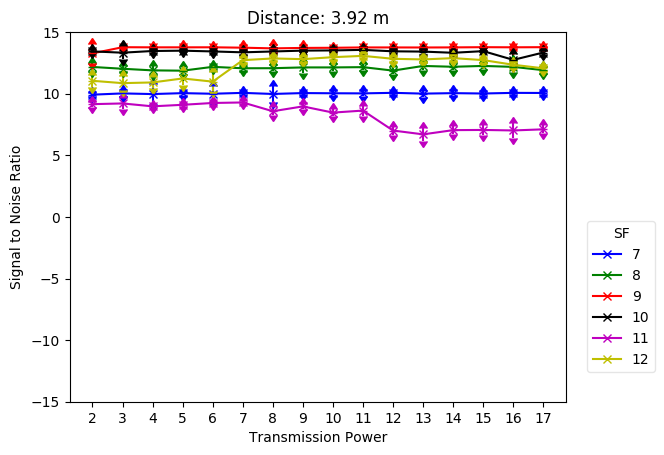 Distance: 3.92 m
15
10
5
0
−5
−10
−15
Signal to Noise Ratio
2 3 4 5 6 7 8 9 10 11 12 13 14 15 16 17
Transmission Power
SF
7
8
9
10
11
12